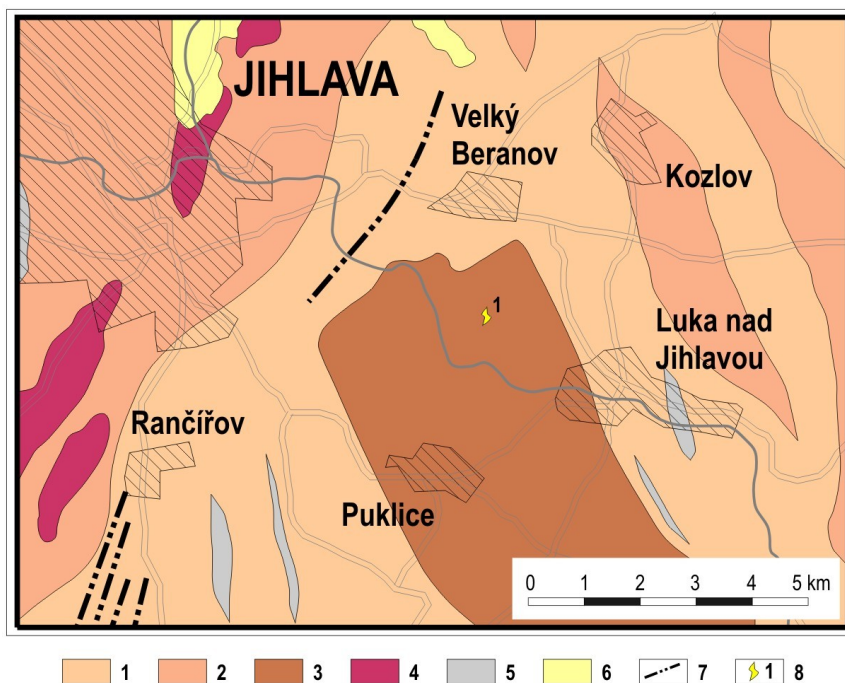 JIHLAVA
Velký
Beranov
Kozlov
1
Luka nad
Jihlavou
Rančířov
Puklice
0 1 2 3 4 5 km
1 2 3 4 5 6 7 1 8